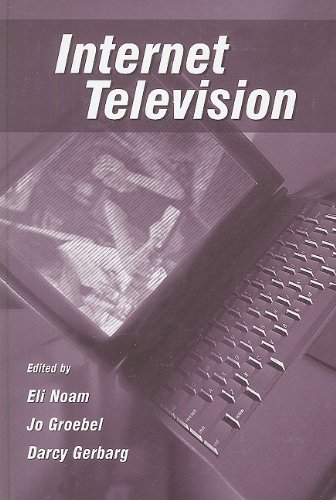 Internet
Television
Edited by
Eli Noam
Jo Groebel
Darcy Gerbarg